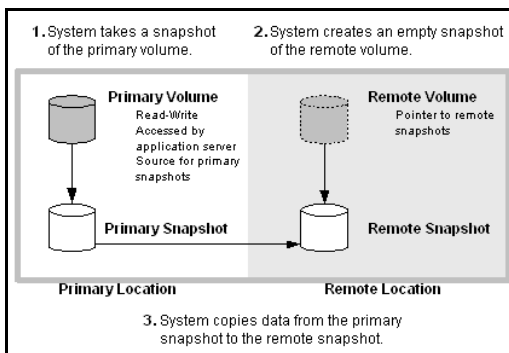 1. System takes a snapshot
of the primary volume.
2. System creates an empty snapshot
of the remote volume.
Primary Volume
Read-Write
Accessed by
application server
Source for primary
snapshots
Remote Volume
Pointer to remote
snapshots
Primary Snapshot
Remote Snapshot
Primary Location
Remote Location
3. System copies data from the primary
snapshot to the remote snapshot.